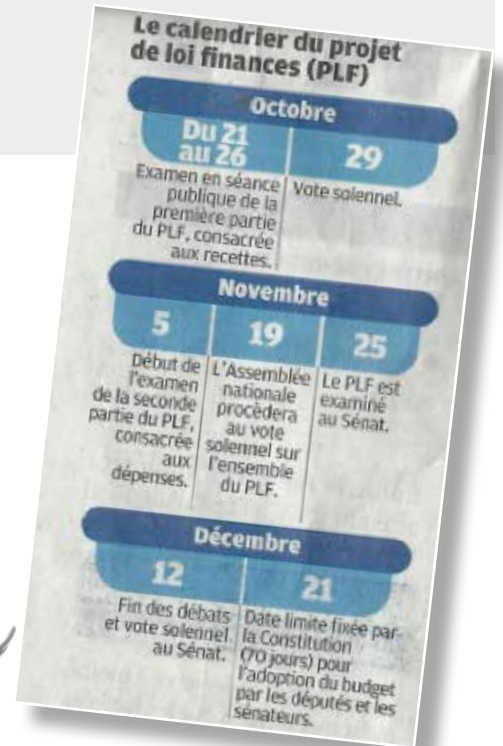 Le calendrier du projet
de loi finances (PLF)
Octobre
Du 21
au 26
Examen en séance
publique de la
première partie
du PLF, consacrée
aux recettes.
29
Vote solennel.
Novembre
5
Début de
l'examen
de la seconde
partie du PLF,
consacrée
aux
dépenses.
19
L'Assemblée
nationale
procèdera
au vote
solennel sur
l'ensemble
du PLF.
25
Le PLF est
examiné
au Sénat.
Décembre
12
Fin des débats
et vote solennel
au Sénat.
21
Date limite fixée par
la Constitution
(70 jours) pour
l'adoption du budget
par les députés et les
sénateurs.